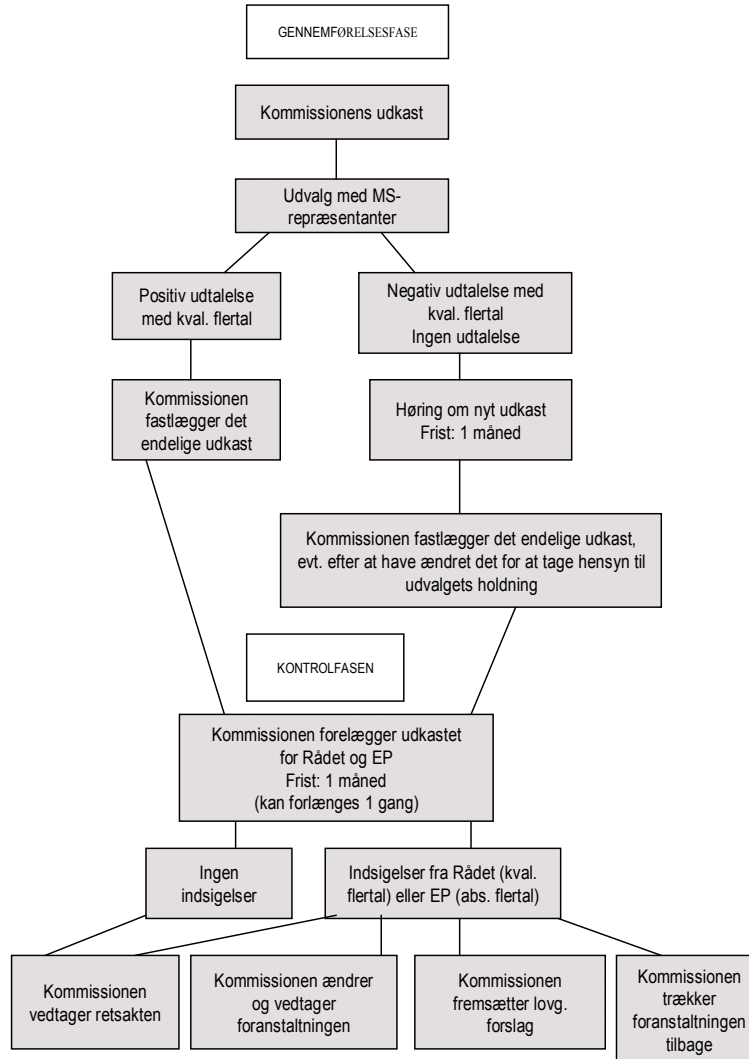 GENNEMFØRELSESFASE
Kommissionens udkast
Udvalg med MS-
repræsentanter
Positiv udtalelse
med kval. flertal
Negativ udtalelse med
kval. flertal
Ingen udtalelse
Kommissionen
fastlægger det
endelige udkast
Høring om nyt udkast
Frist: 1 måned
Kommissionen fastlægger det endelige udkast,
evt. efter at have ændret det for at tage hensyn til
udvalgets holdning
KONTROLFASEN
Kommissionen forelægger udkastet
for Rådet og EP
Frist: 1 måned
(kan forlænges 1 gang)
Ingen
indsigelser
Indsigelser fra Rådet (kval.
flertal) eller EP (abs. flertal)
Kommissionen
vedtager retsakten
Kommissionen ændrer
og vedtager
foranstaltningen
Kommissionen
fremsætter lovg.
forslag
Kommissionen
trækker
foranstaltningen
tilbage